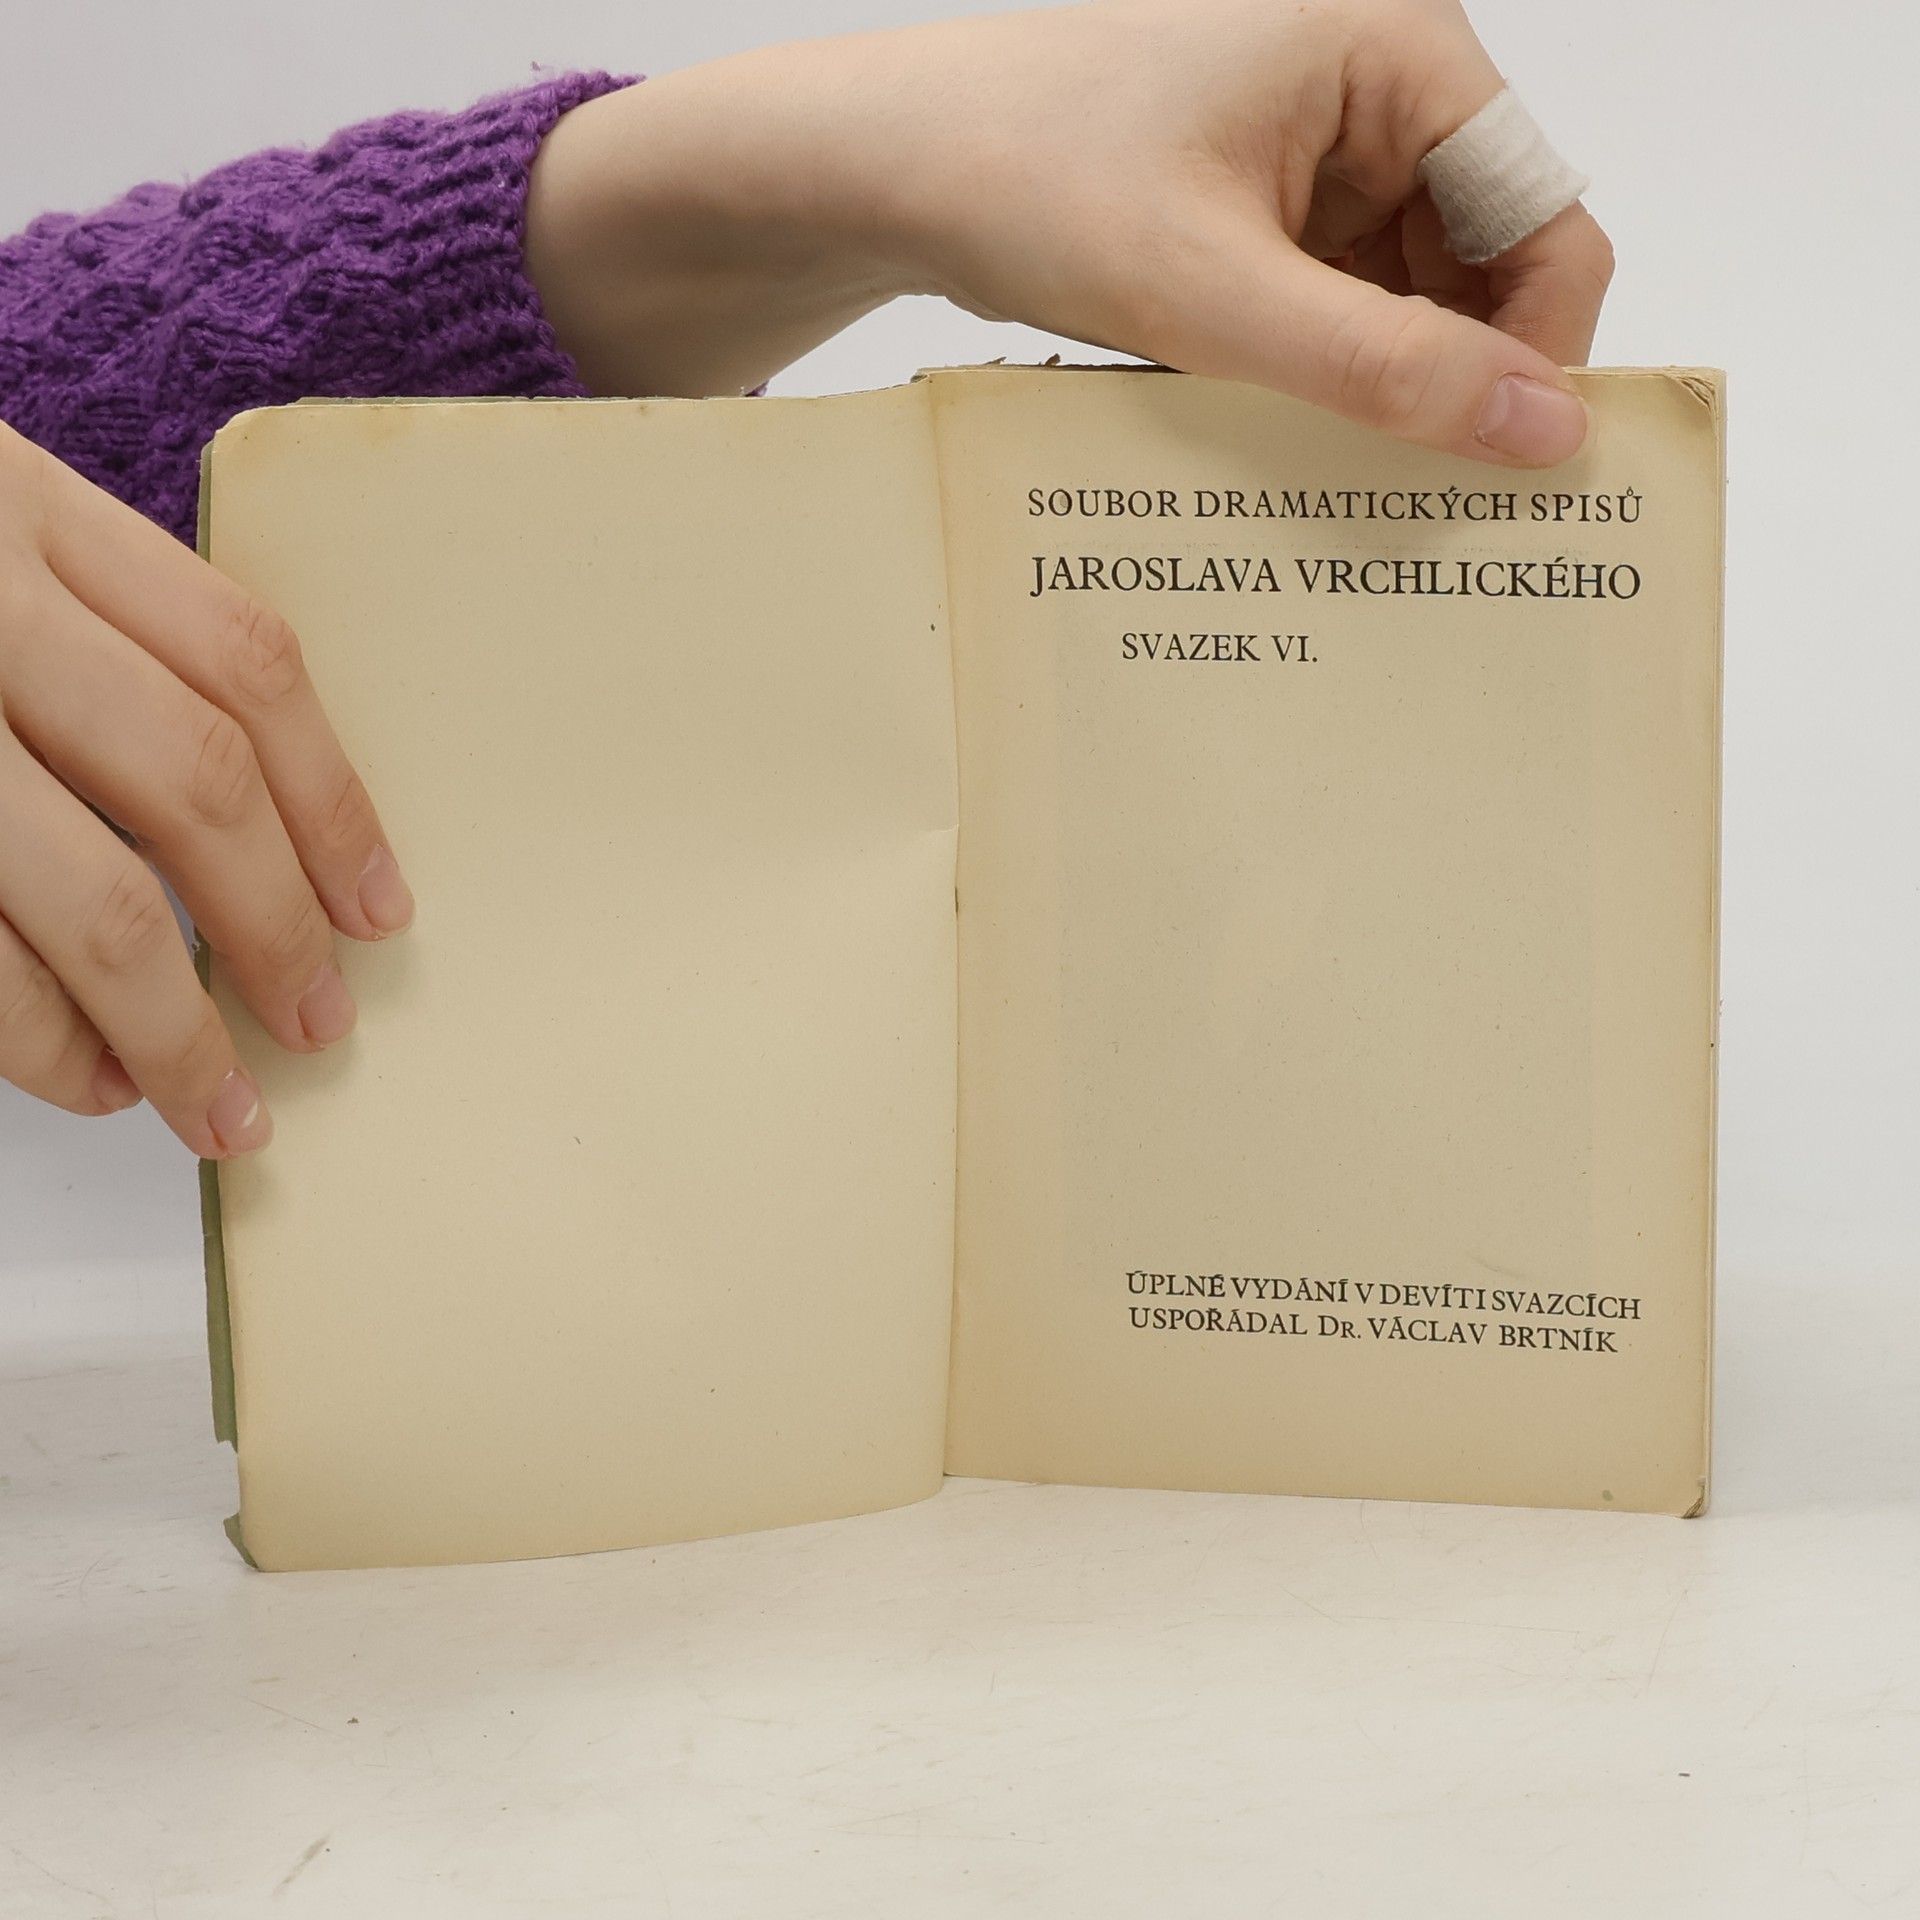 SOUBOR DRAMATICKÝCH SPISŮ
JAROSLAVA VRCHLICKÉHO
SVAZEK VI.
ÚPLNÉ VYDÁNÍ V DEVÍTI SVAZCÍCH
USPOŘÁDAL DR. VÁCLAV BRTNÍK